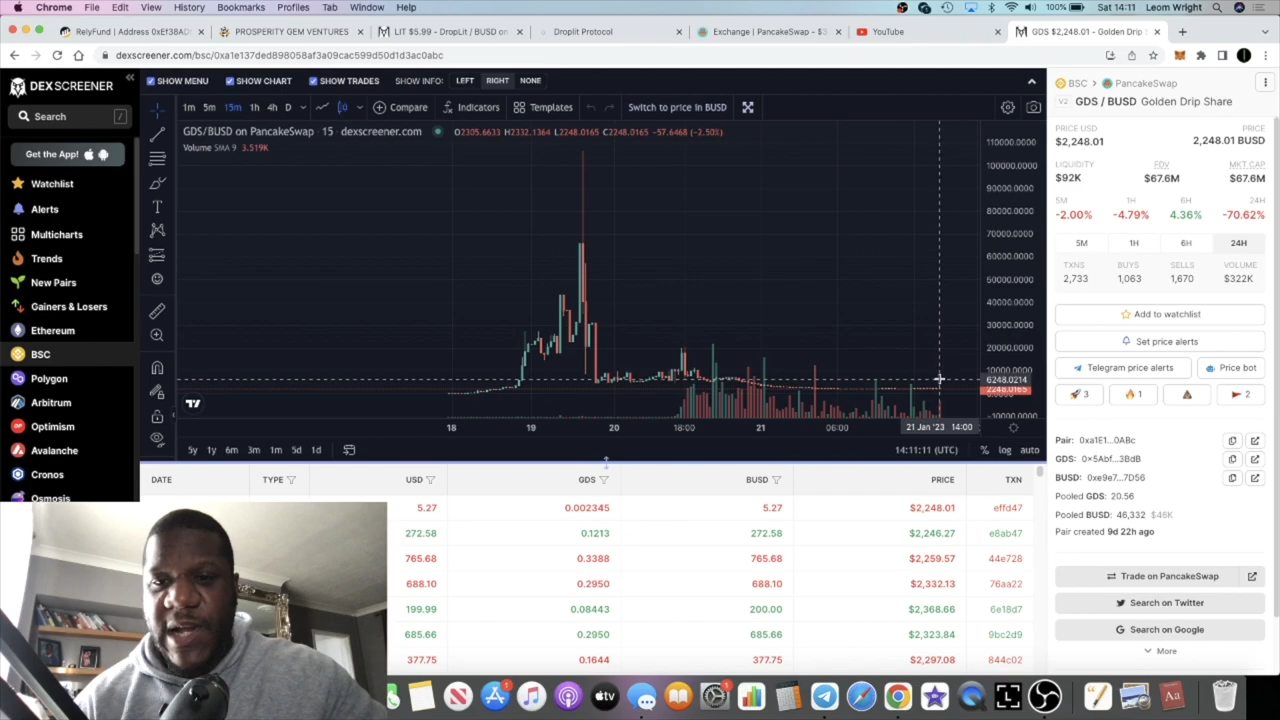 Chrome File Edit View History Bookmarks Profiles Tab Window Help 100% Sat 14:11 Leom Wright
RelyFund | Address 0xEf38AD PROSPERITY GEM VENTURES LIT $5.99 - DropLit / BUSD on Droplit Protocol Exchange | PancakeSwap - $3. YouTube GDS $2,248.01 - Golden Drip S
dexscreener.com/bsc/0xa1e137ded898058aca6043ac599d50d1d3ac0abc
DEXSCREENER
Search /
Get the App!
Watchlist
Alerts
Multicharts
Trends
New Pairs
Gainers & Losers
Ethereum
BSC
Polygon
Arbitrum
Optimism
Avalanche
Cronos
Osmosis
SHOW MENU SHOW CHART SHOW TRADES SHOW INFO: LEFT RIGHT NONE
1m 5m 15m 1h 4h D Compare Indicators Templates Switch to price in BUSD
GDS/BUSD on PancakeSwap · 15 · dexscreener.com O2305.6633 H2332.1364 L2248.0165 C2248.0165 -57.6468 (-2.50%)
Volume SMA 9 3.519K
110000.0000
100000.0000
90000.0000
80000.0000
70000.0000
60000.0000
50000.0000
40000.0000
30000.0000
20000.0000
10000.0000
6248.0214
2248.0165
-10000.0000
18 19 20 18:00 21 06:00 21 Jan '23 14:00
5y 1y 6m 3m 1m 5d 1d 14:11:11 (UTC) % log auto
DATE TYPE USD GDS BUSD PRICE TXN
5.27 0.002345 5.27 $2,248.01 effd47
272.58 0.1213 272.58 $2,246.27 e8ab47
765.68 0.3388 765.68 $2,259.57 44e728
688.10 0.2950 688.10 $2,332.13 76aa22
199.99 0.08443 200.00 $2,368.66 6e18d7
685.66 0.2950 685.66 $2,323.84 9bc2d9
377.75 0.1644 377.75 $2,297.08 844c02
BSC > PancakeSwap
V2 GDS / BUSD Golden Drip Share
PRICE USD PRICE
$2,248.01 2,248.01 BUSD
LIQUIDITY FDV MKT CAP
$92K $67.6M $67.6M
5M 1H 6H 24H
-2.00% -4.79% 4.36% -70.62%
5M 1H 6H 24H
TXNS BUYS SELLS VOLUME
2,733 1,063 1,670 $322K
Add to watchlist
Set price alerts
Telegram price alerts Price bot
3 1 2
Pair: 0xa1E1...0ABc
GDS: 0x5Abf...3BdB
BUSD: 0xe9e7...7D56
Pooled GDS: 20.56
Pooled BUSD: 46,332 $46K
Pair created 9d 22h ago
Trade on PancakeSwap
Search on Twitter
Search on Google
More
tv
Aa